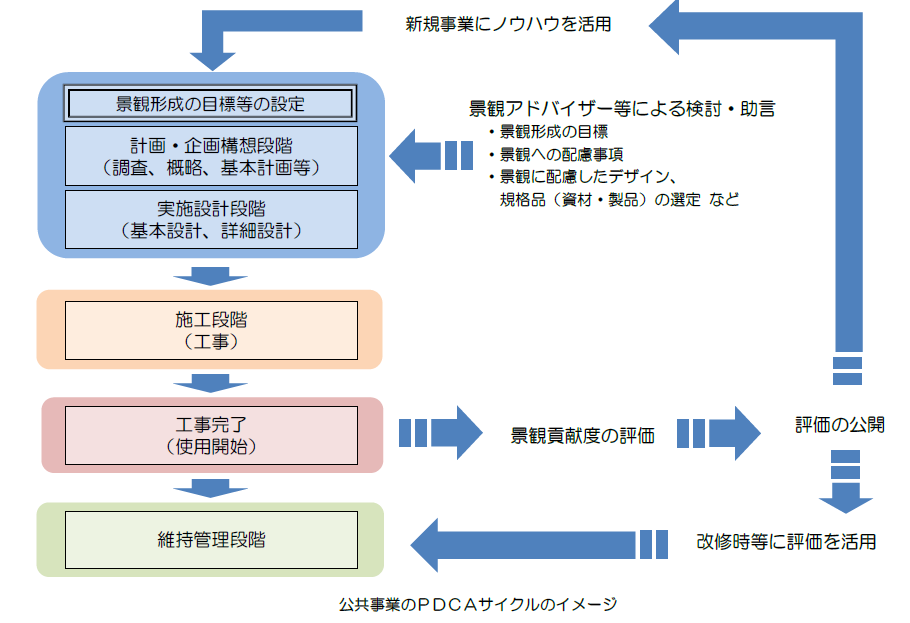 新規事業にノウハウを活用
景観形成の目標等の設定
計画・企画構想段階
（調査、概略、基本計画等）
実施設計段階
（基本設計、詳細設計）
景観アドバイザー等による検討・助言
・景観形成の目標
・景観への配慮事項
・景観に配慮したデザイン、
規格品（資材・製品）の選定 など
施工段階
（工事）
工事完了
（使用開始）
景観貢献度の評価
評価の公開
維持管理段階
改修時等に評価を活用
公共事業のＰＤＣＡサイクルのイメージ